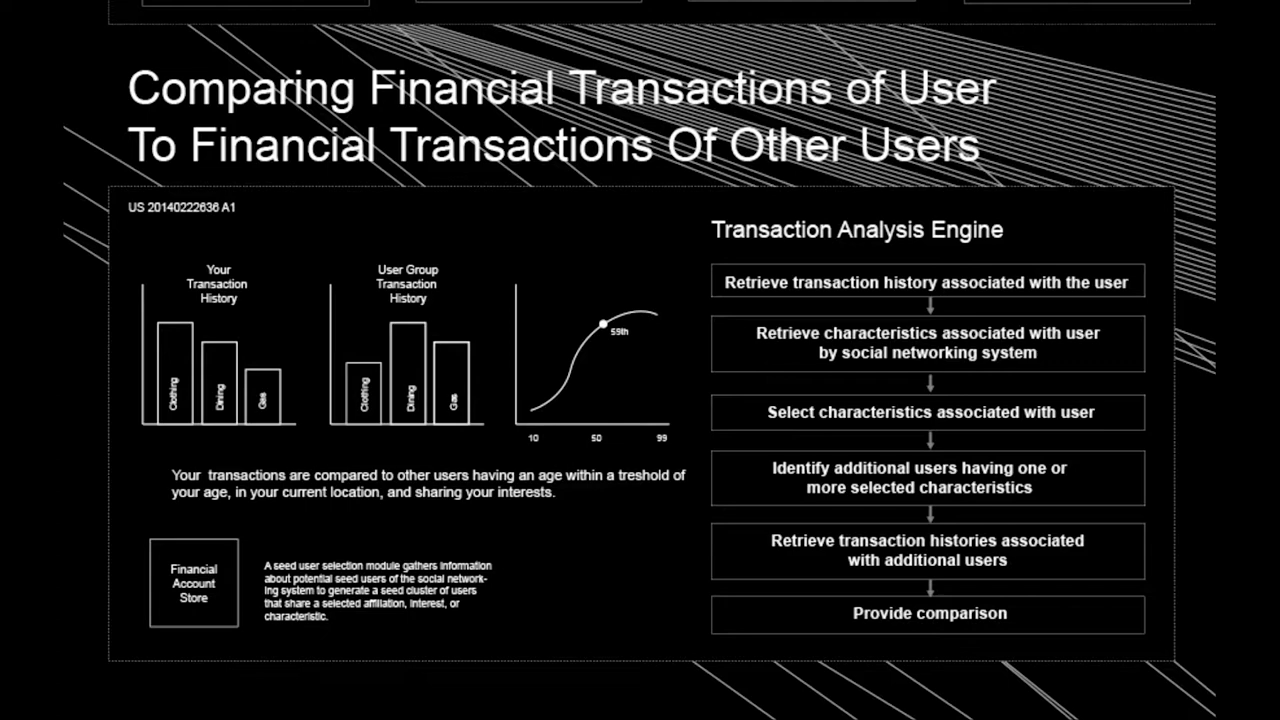 Comparing Financial Transactions of User
To Financial Transactions Of Other Users
US 20140222636 A1
Your
Transaction
History
Clothing
Dining
Gas
User Group
Transaction
History
Clothing
Dining
Gas
59th
10
50
99
Your transactions are compared to other users having an age within a treshold of
your age, in your current location, and sharing your interests.
Financial
Account
Store
A seed user selection module gathers information
about potential seed users of the social network-
ing system to generate a seed cluster of users
that share a selected affiliation, interest, or
characteristic.
Transaction Analysis Engine
Retrieve transaction history associated with the user
Retrieve characteristics associated with user
by social networking system
Select characteristics associated with user
Identify additional users having one or
more selected characteristics
Retrieve transaction histories associated
with additional users
Provide comparison